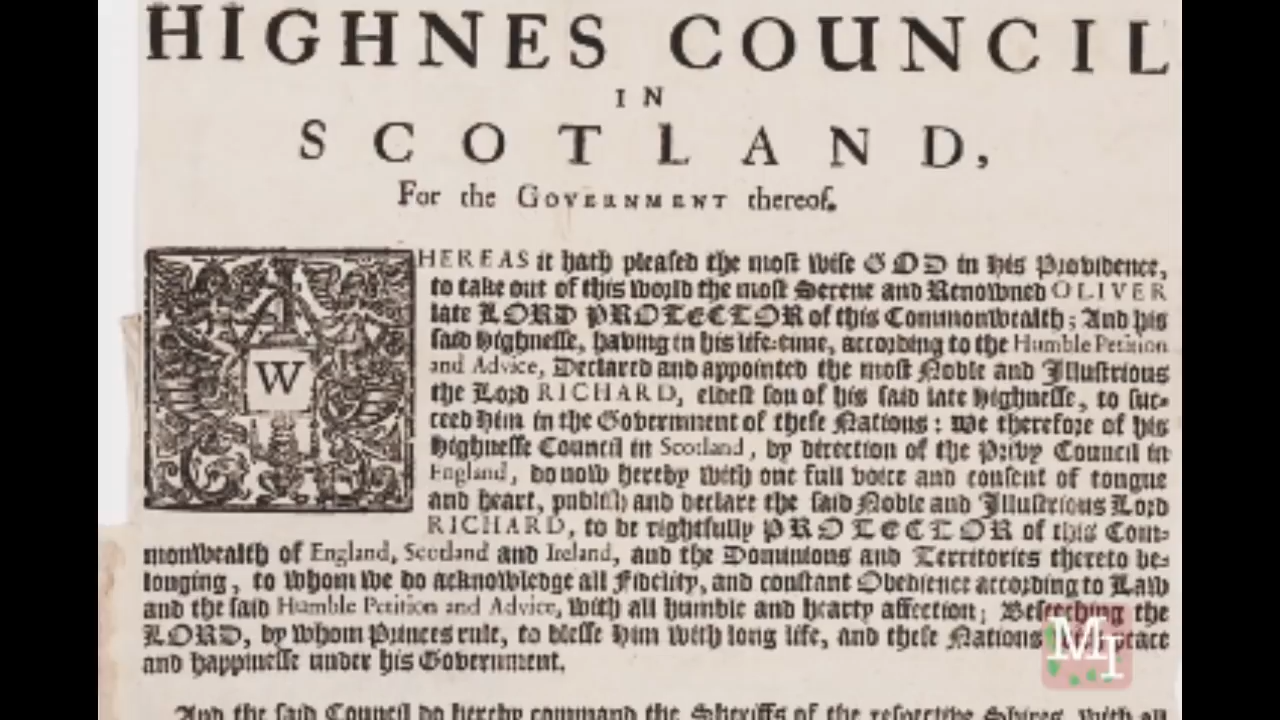 HIGHNES COUNCIL
IN
SCOTLAND,
For the GOVERNMENT thereof.
WHEREAS it hath pleased the most wise GOD in his Providence,
to take out of this world the most Serene and Renowned OLIVER
late LORD PROTECTOR of this Commonwealth; And his
said Highnesse, having in his life-time, according to the Humble Petition
and Advice, Declared and appointed the most Noble and Illustrious
the Lord RICHARD, eldest son of his said late Highnesse, to suc-
ceed him in the Government of these Nations: We therefore of his
Highnesse Council in Scotland, by direction of the Privy Council in
England, do now hereby with one full voice and consent of tongue
and heart, publish and declare the said Noble and Illustrious Lord
RICHARD, to be rightfully PROTECTOR of this Com-
monwealth of England, Scotland and Ireland, and the Dominions and Territories thereto be-
longing, to whom we do acknowledge all Fidelity, and constant Obedience according to Law
and the said Humble Petition and Advice, with all humble and hearty affection; Beseeching the
LORD, by whom Princes rule, to blesse him with long life, and these Nations peace
and happinesse under his Government.
And the said Council do hereby command the Sheriffs of the respective Shires, with all
MI